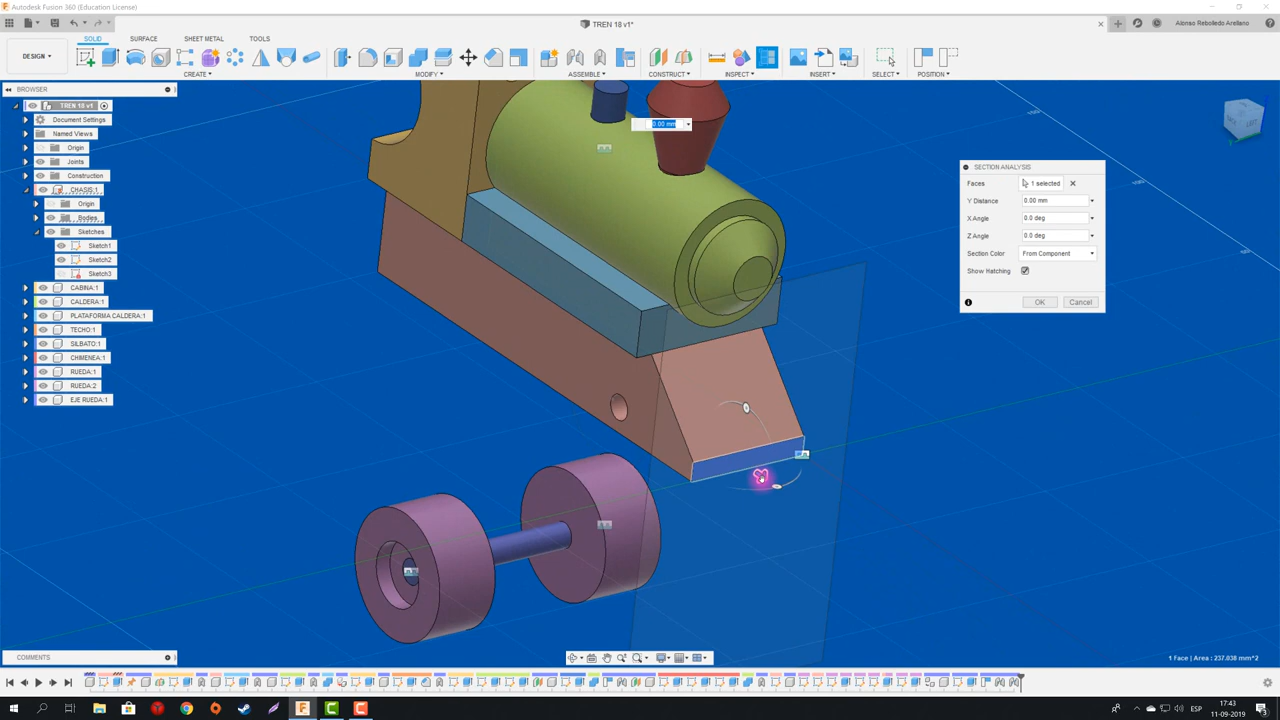 Autodesk Fusion 360 (Education License)
TREN 18 v1*
Alonso Rebolledo Arellano
SOLID SURFACE SHEET METAL TOOLS
DESIGN
CREATE MODIFY ASSEMBLE CONSTRUCT INSPECT INSERT SELECT POSITION
BROWSER
TREN 18 v1
Document Settings
Named Views
Origin
Joints
Construction
CHASIS:1
Origin
Bodies
Sketches
Sketch1
Sketch2
Sketch3
CABINA:1
CALDERA:1
PLATAFORMA CALDERA:1
TECHO:1
SILBATO:1
CHIMENEA:1
RUEDA:1
RUEDA:2
EJE RUEDA:1
0.00 mm
LEFT
SECTION ANALYSIS
Faces 1 selected
Y Distance 0.00 mm
X Angle 0.0 deg
Z Angle 0.0 deg
Section Color From Component
Show Hatching
OK Cancel
COMMENTS
1 Face | Area : 237.038 mm^2
ESP
17:43
11-09-2019